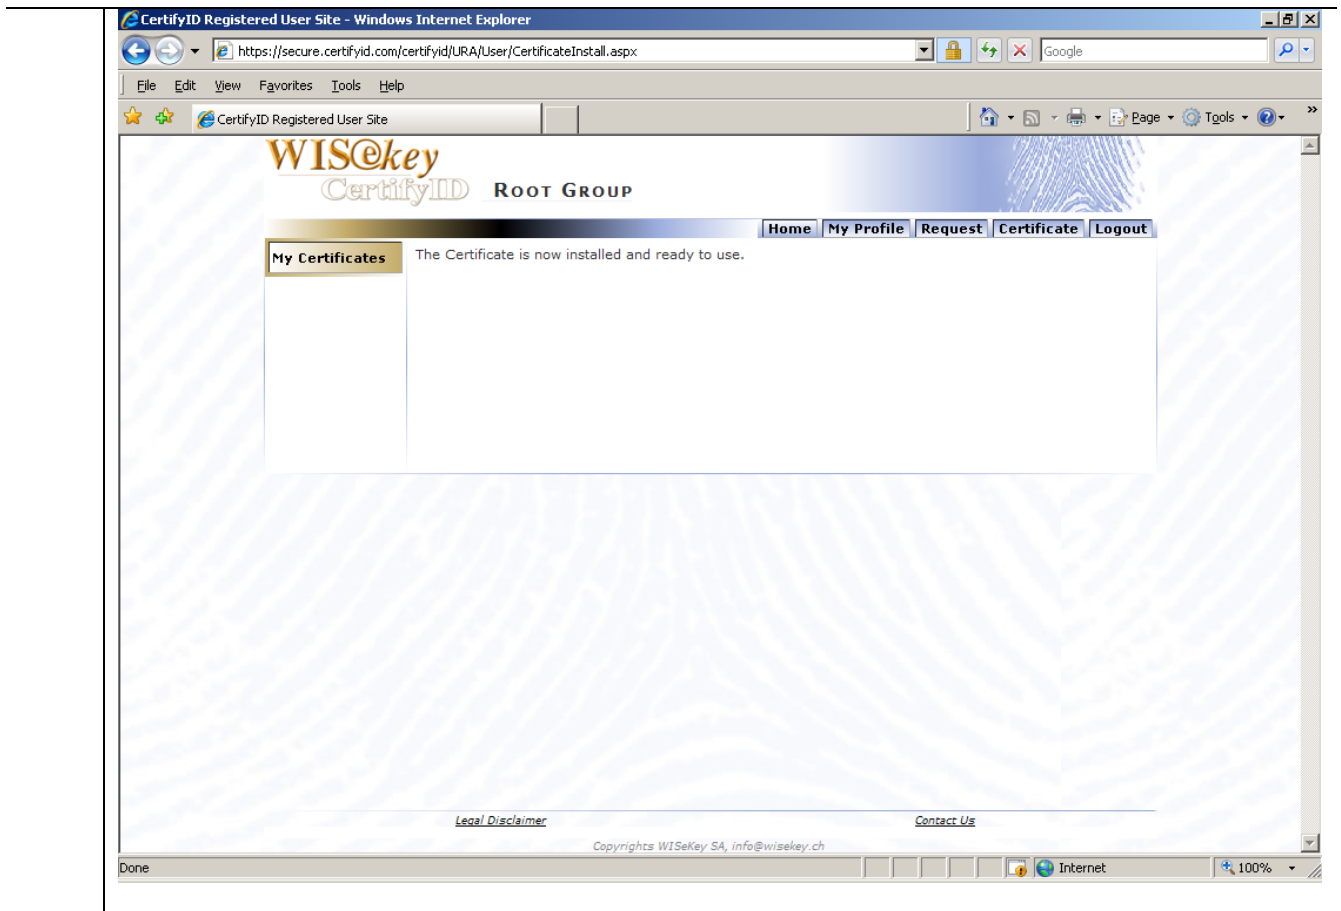 CertifyID Registered User Site - Windows Internet Explorer
https://secure.certifyid.com/certifyid/URA/User/CertificateInstall.aspx
Google
File Edit View Favorites Tools Help
CertifyID Registered User Site
Page Tools »
WIS@key
CertifyID ROOT GROUP
Home My Profile Request Certificate Logout
My Certificates
The Certificate is now installed and ready to use.
Legal Disclaimer Contact Us
Copyrights WISeKey SA, info@wisekey.ch
Done Internet 100%